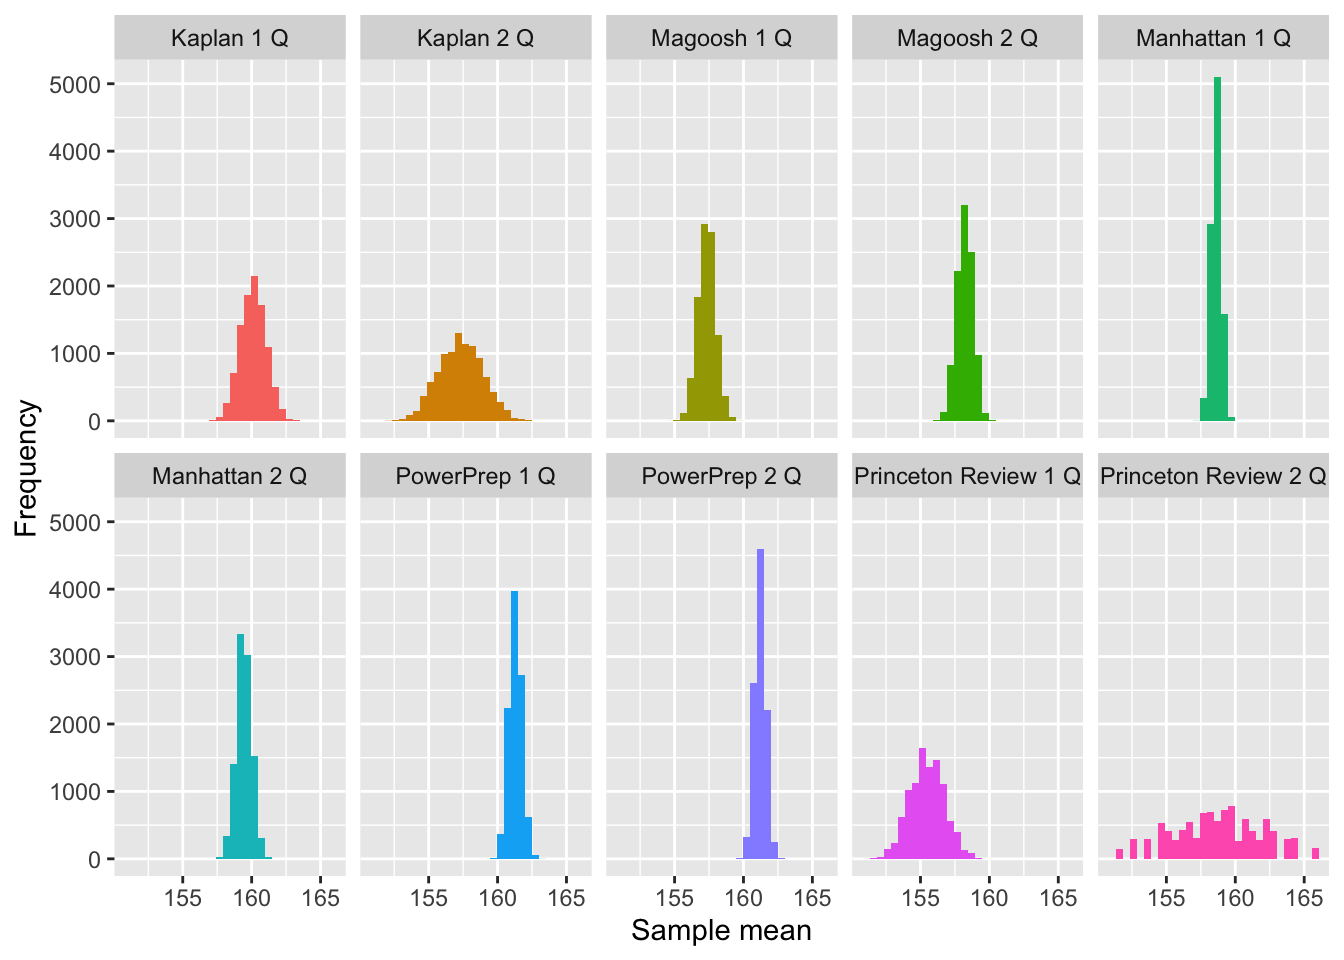 Kaplan 1 Q
Kaplan 2 Q
Magoosh 1 Q
Magoosh 2 Q
Manhattan 1 Q
5000
4000
3000
2000
1000
0
Manhattan 2 Q
PowerPrep 1 Q
PowerPrep 2 Q
Princeton Review 1 Q
Princeton Review 2 Q
5000
4000
3000
2000
1000
0
155 160 165
155 160 165
155 160 165
155 160 165
155 160 165
Sample mean
Frequency